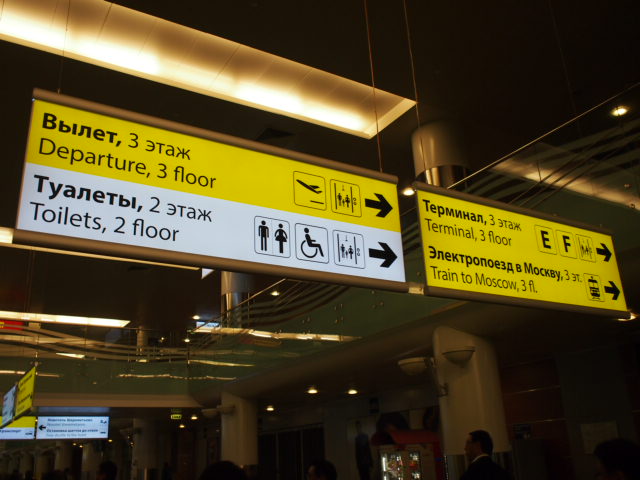 Вылет, 3 этаж
Departure, 3 floor
Туалеты, 2 этаж
Toilets, 2 floor
Терминал, 3 этаж
Terminal, 3 floor
E F
Электропоезд в Москву, 3 эт.
Train to Moscow, 3 fl.